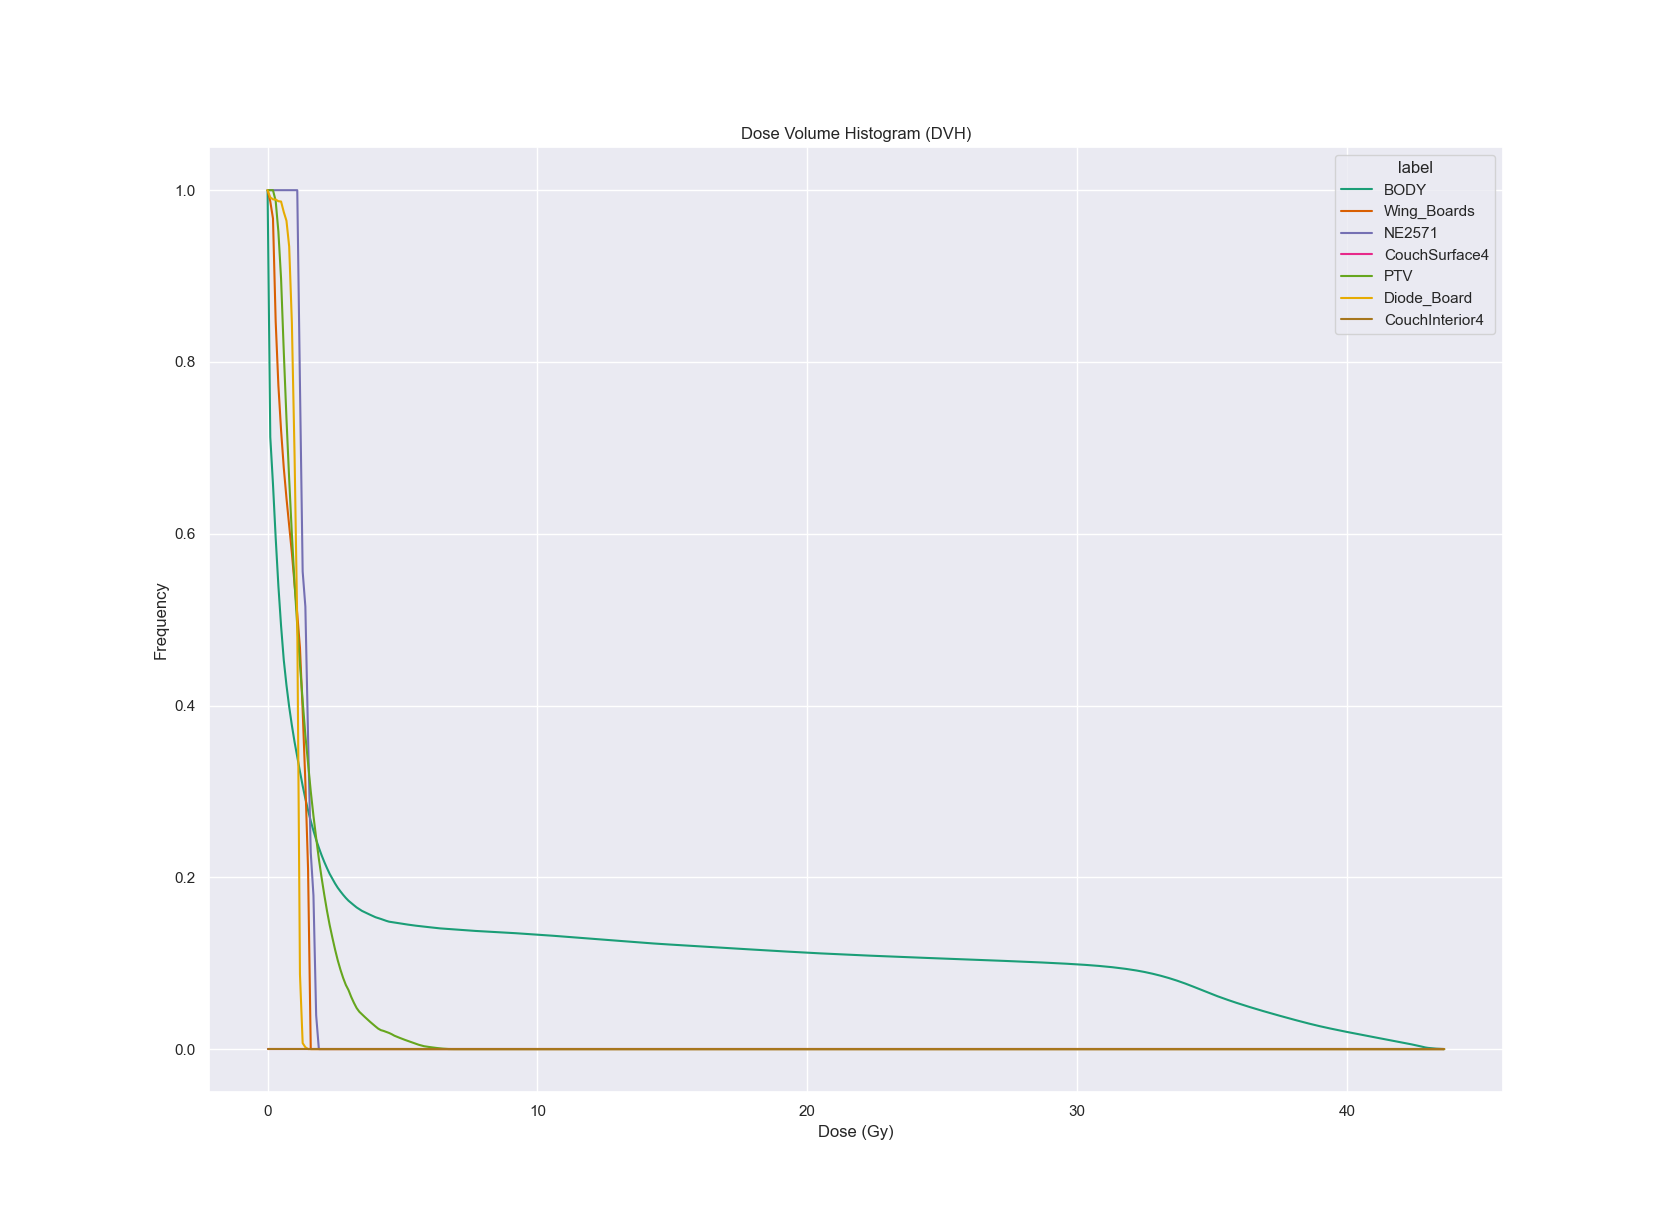 Dose Volume Histogram (DVH)
label
BODY
Wing_Boards
NE2571
CouchSurface4
PTV
Diode_Board
CouchInterior4
Frequency
1.0
0.8
0.6
0.4
0.2
0.0
0 10 20 30 40
Dose (Gy)